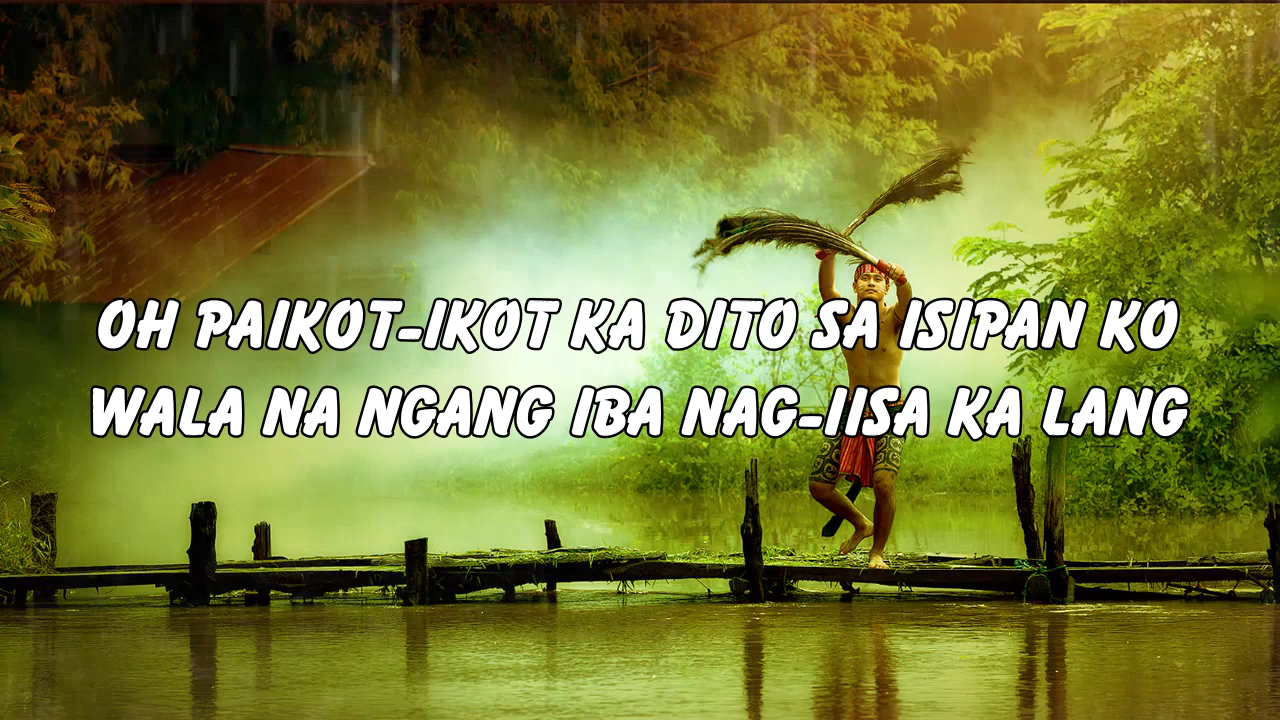 OH PAIKOT-IKOT KA DITO SA ISIPAN KO
WALA NA NGANG IBA NAG-IISA KA LANG